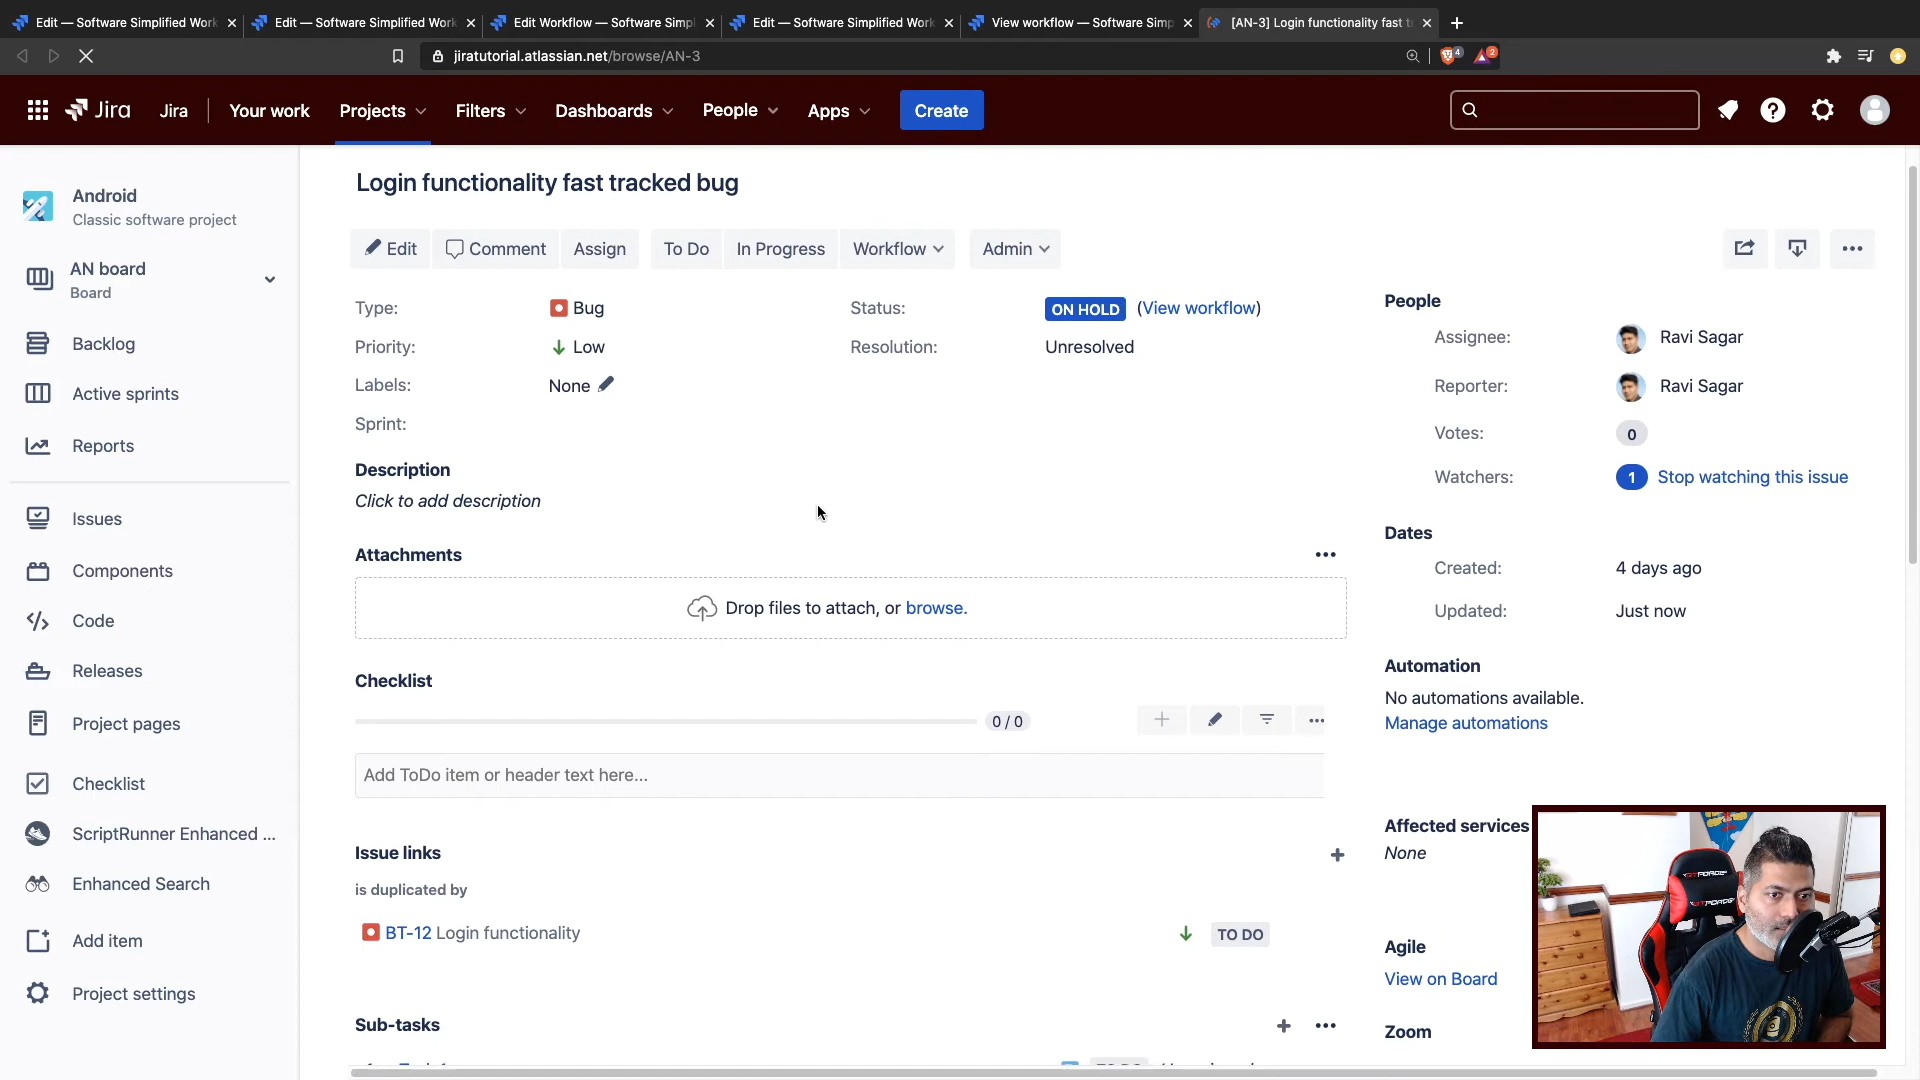 Edit — Software Simplified Work
Edit — Software Simplified Work
Edit Workflow — Software Simpl
Edit — Software Simplified Work
View workflow — Software Simp
[AN-3] Login functionality fast t
jiratutorial.atlassian.net/browse/AN-3
4
2
Jira
Jira
Your work
Projects
Filters
Dashboards
People
Apps
Create
Android
Classic software project
AN board
Board
Backlog
Active sprints
Reports
Issues
Components
Code
Releases
Project pages
Checklist
ScriptRunner Enhanced ...
Enhanced Search
Add item
Project settings
Login functionality fast tracked bug
Edit
Comment
Assign
To Do
In Progress
Workflow
Admin
Type: Bug
Status: ON HOLD (View workflow)
Priority: Low
Resolution: Unresolved
Labels: None
Sprint:
Description
Click to add description
Attachments
Drop files to attach, or browse.
Checklist
0 / 0
Add ToDo item or header text here...
Issue links
is duplicated by
BT-12 Login functionality
TO DO
Sub-tasks
People
Assignee: Ravi Sagar
Reporter: Ravi Sagar
Votes: 0
Watchers: 1 Stop watching this issue
Dates
Created: 4 days ago
Updated: Just now
Automation
No automations available.
Manage automations
Affected services
None
Agile
View on Board
Zoom